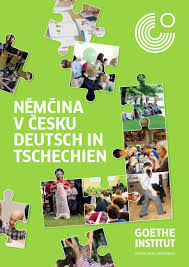 NĚMČINA
V ČESKU
DEUTSCH IN
TSCHECHIEN
GOETHE
INSTITUT